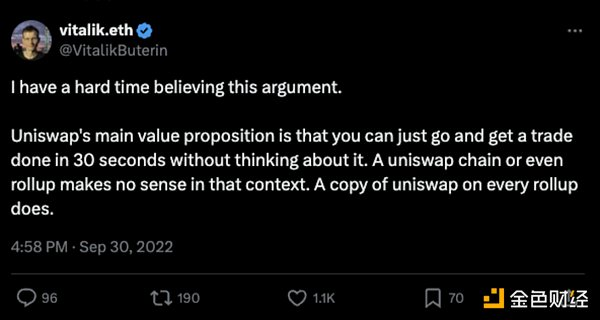 vitalik.eth
@VitalikButerin
I have a hard time believing this argument.
Uniswap's main value proposition is that you can just go and get a trade
done in 30 seconds without thinking about it. A uniswap chain or even
rollup makes no sense in that context. A copy of uniswap on every rollup
does.
4:58 PM · Sep 30, 2022
96 190 1.1K 70 金色财经